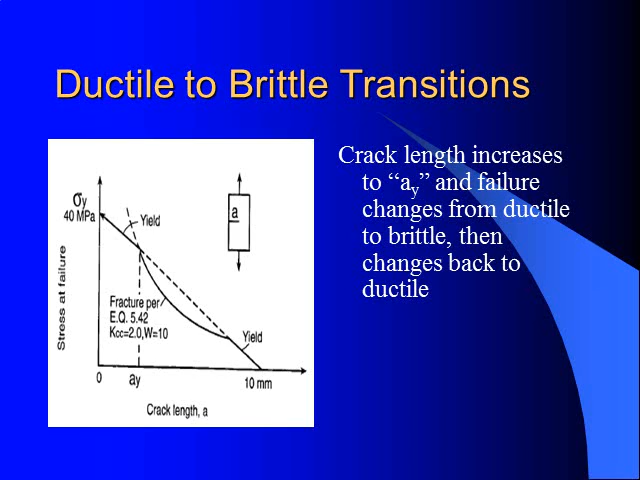 Ductile to Brittle Transitions
Crack length increases
to “ay” and failure
changes from ductile
to brittle, then
changes back to
ductile
σy
40 MPa
Yield
a
Stress at failure
Fracture per
E.Q. 5.42
Kcc=2.0,W=10
Yield
0
ay
10 mm
Crack length, a